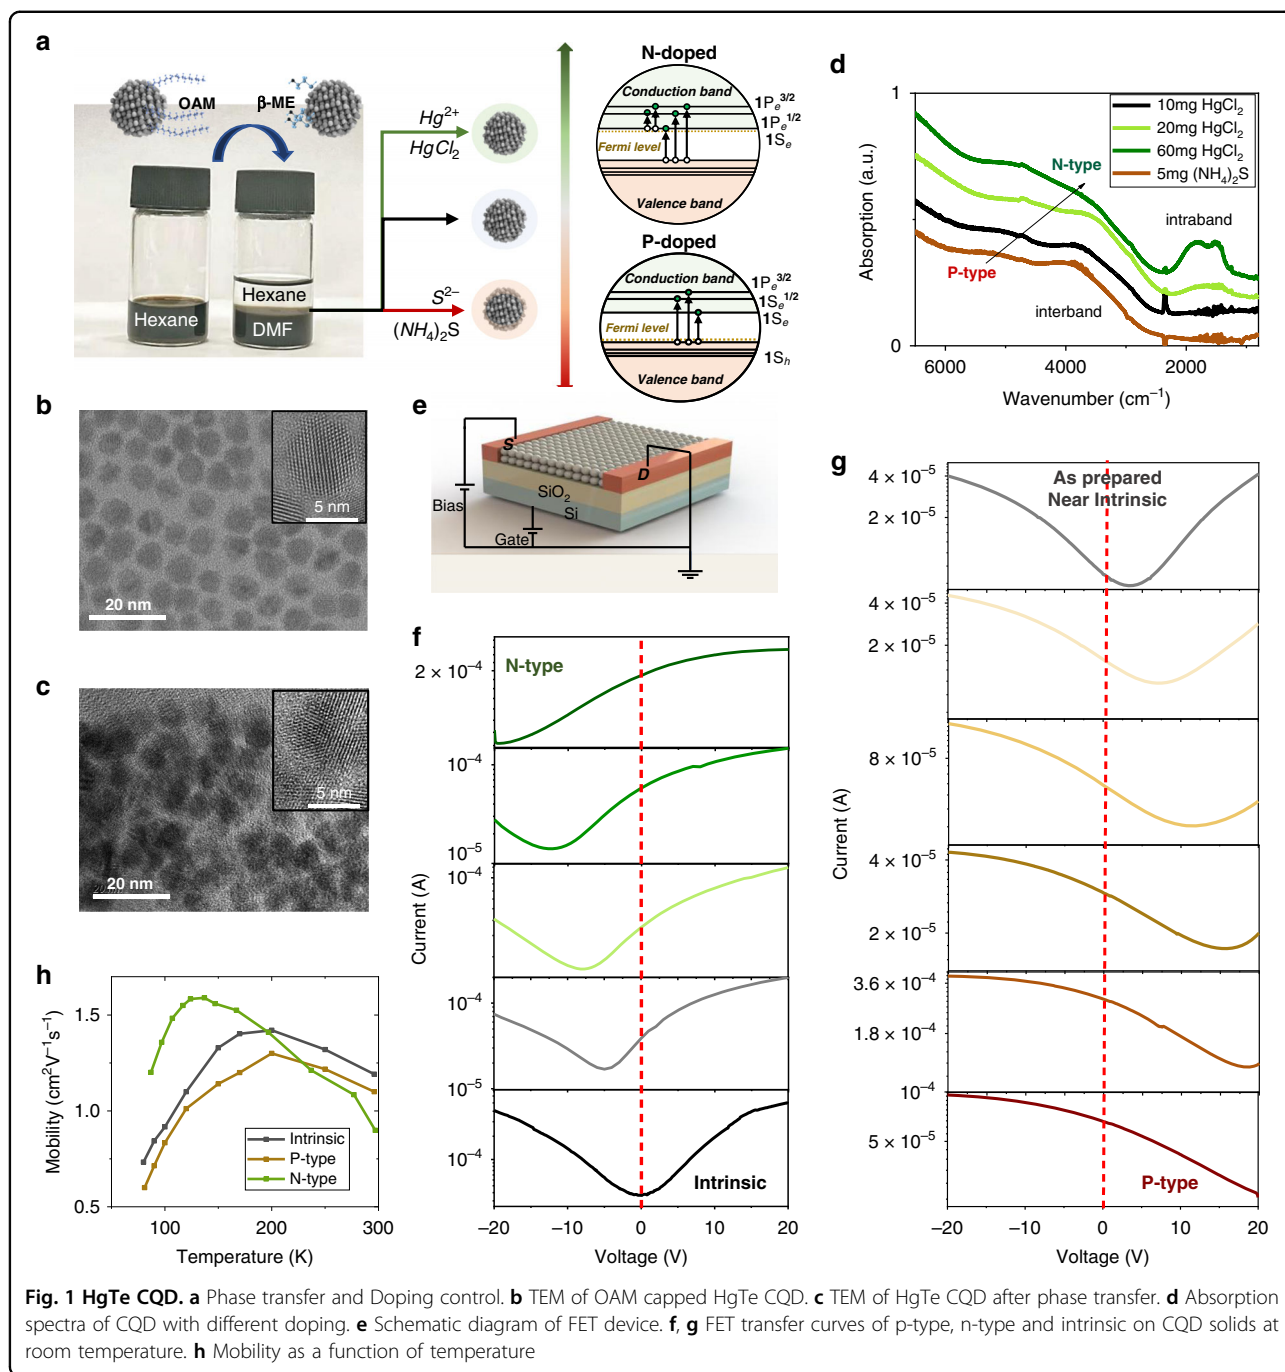 a
OAM
β-ME
Hexane
Hexane
DMF
Hg2+
HgCl2
S2−
(NH4)2S
N-doped
Conduction band
1Pe3/2
1Pe1/2
1Se
Fermi level
Valence band
P-doped
Conduction band
1Pe3/2
1Se1/2
1Se
Fermi level
1Sh
Valence band
d
1
10mg HgCl2
20mg HgCl2
60mg HgCl2
5mg (NH4)2S
N-type
P-type
intraband
interband
Absorption (a.u.)
0
6000
4000
2000
Wavenumber (cm−1)
b
5 nm
20 nm
c
5 nm
20 nm
e
S
D
SiO2
Si
Bias
Gate
f
N-type
2 × 10−4
10−4
10−5
10−4
10−4
10−5
10−4
Intrinsic
Current (A)
−20
−10
0
10
20
Voltage (V)
g
As prepared
Near Intrinsic
4 × 10−5
2 × 10−5
4 × 10−5
2 × 10−5
8 × 10−5
4 × 10−5
2 × 10−5
3.6 × 10−4
1.8 × 10−4
10−4
5 × 10−5
P-type
Current (A)
−20
−10
0
10
20
Voltage (V)
h
Mobility (cm2V−1s−1)
1.5
1.0
0.5
Intrinsic
P-type
N-type
100
200
300
Temperature (K)
Fig. 1 HgTe CQD. a Phase transfer and Doping control. b TEM of OAM capped HgTe CQD. c TEM of HgTe CQD after phase transfer. d Absorption
spectra of CQD with different doping. e Schematic diagram of FET device. f, g FET transfer curves of p-type, n-type and intrinsic on CQD solids at
room temperature. h Mobility as a function of temperature